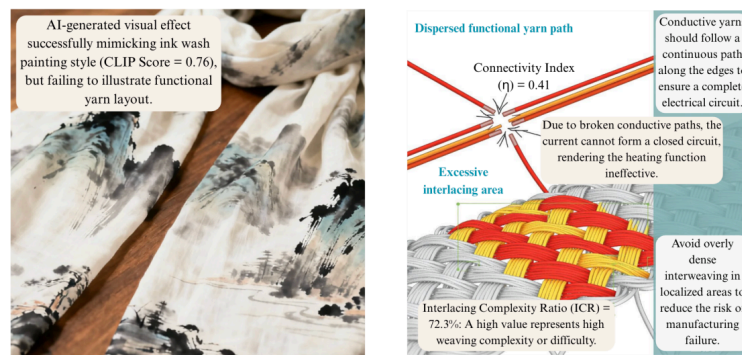 AI-generated visual effect
successfully mimicking ink wash
painting style (CLIP Score = 0.76),
but failing to illustrate functional
yarn layout.
Dispersed functional yarn path
Connectivity Index
(η) = 0.41
Due to broken conductive paths, the
current cannot form a closed circuit,
rendering the heating function
ineffective.
Excessive
interlacing area
Interlacing Complexity Ratio (ICR) =
72.3%: A high value represents high
weaving complexity or difficulty.
Conductive yarn
should follow a
continuous path
along the edges to
ensure a complet
electrical circuit.
Avoid overly
dense
interweaving in
localized areas to
reduce the risk o
manufacturing
failure.